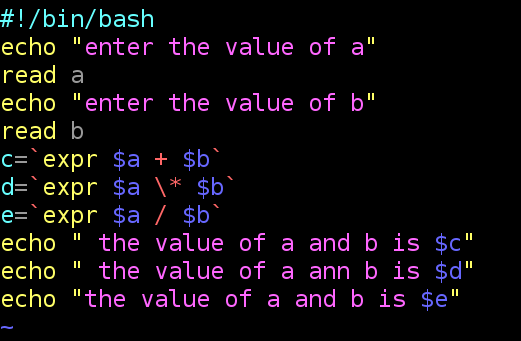 #!/bin/bash
echo "enter the value of a"
read a
echo "enter the value of b"
read b
c=`expr $a + $b`
d=`expr $a \* $b`
e=`expr $a / $b`
echo " the value of a and b is $c"
echo " the value of a ann b is $d"
echo "the value of a and b is $e"
~